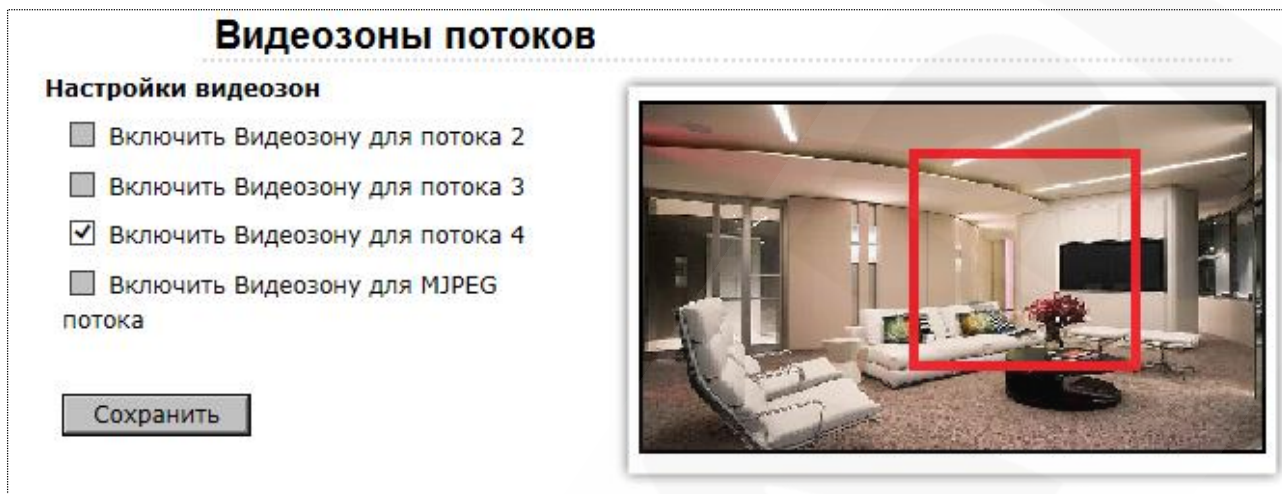 Видеозоны потоков
Настройки видеозон
Включить Видеозону для потока 2
Включить Видеозону для потока 3
Включить Видеозону для потока 4
Включить Видеозону для MJPEG
потока
Сохранить